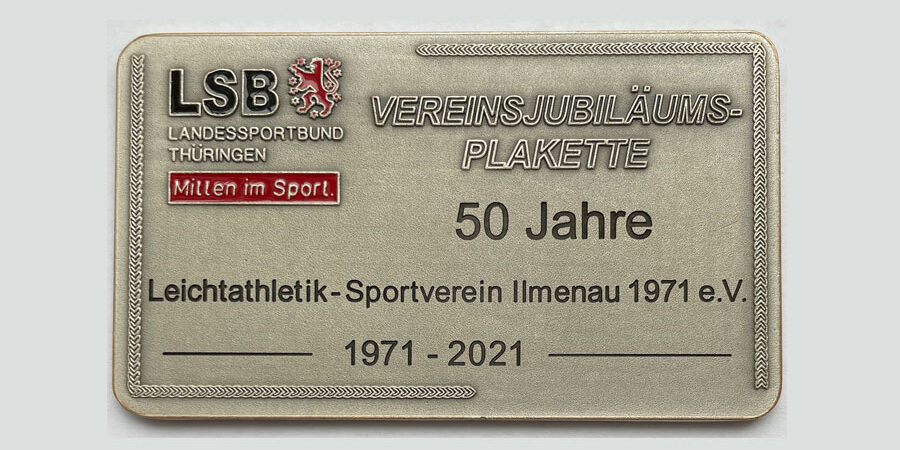 LSB
LANDESSPORTBUND
THÜRINGEN
Mitten im Sport.
VEREINSJUBILÄUMS-
PLAKETTE
50 Jahre
Leichtathletik-Sportverein Ilmenau 1971 e.V.
1971 - 2021